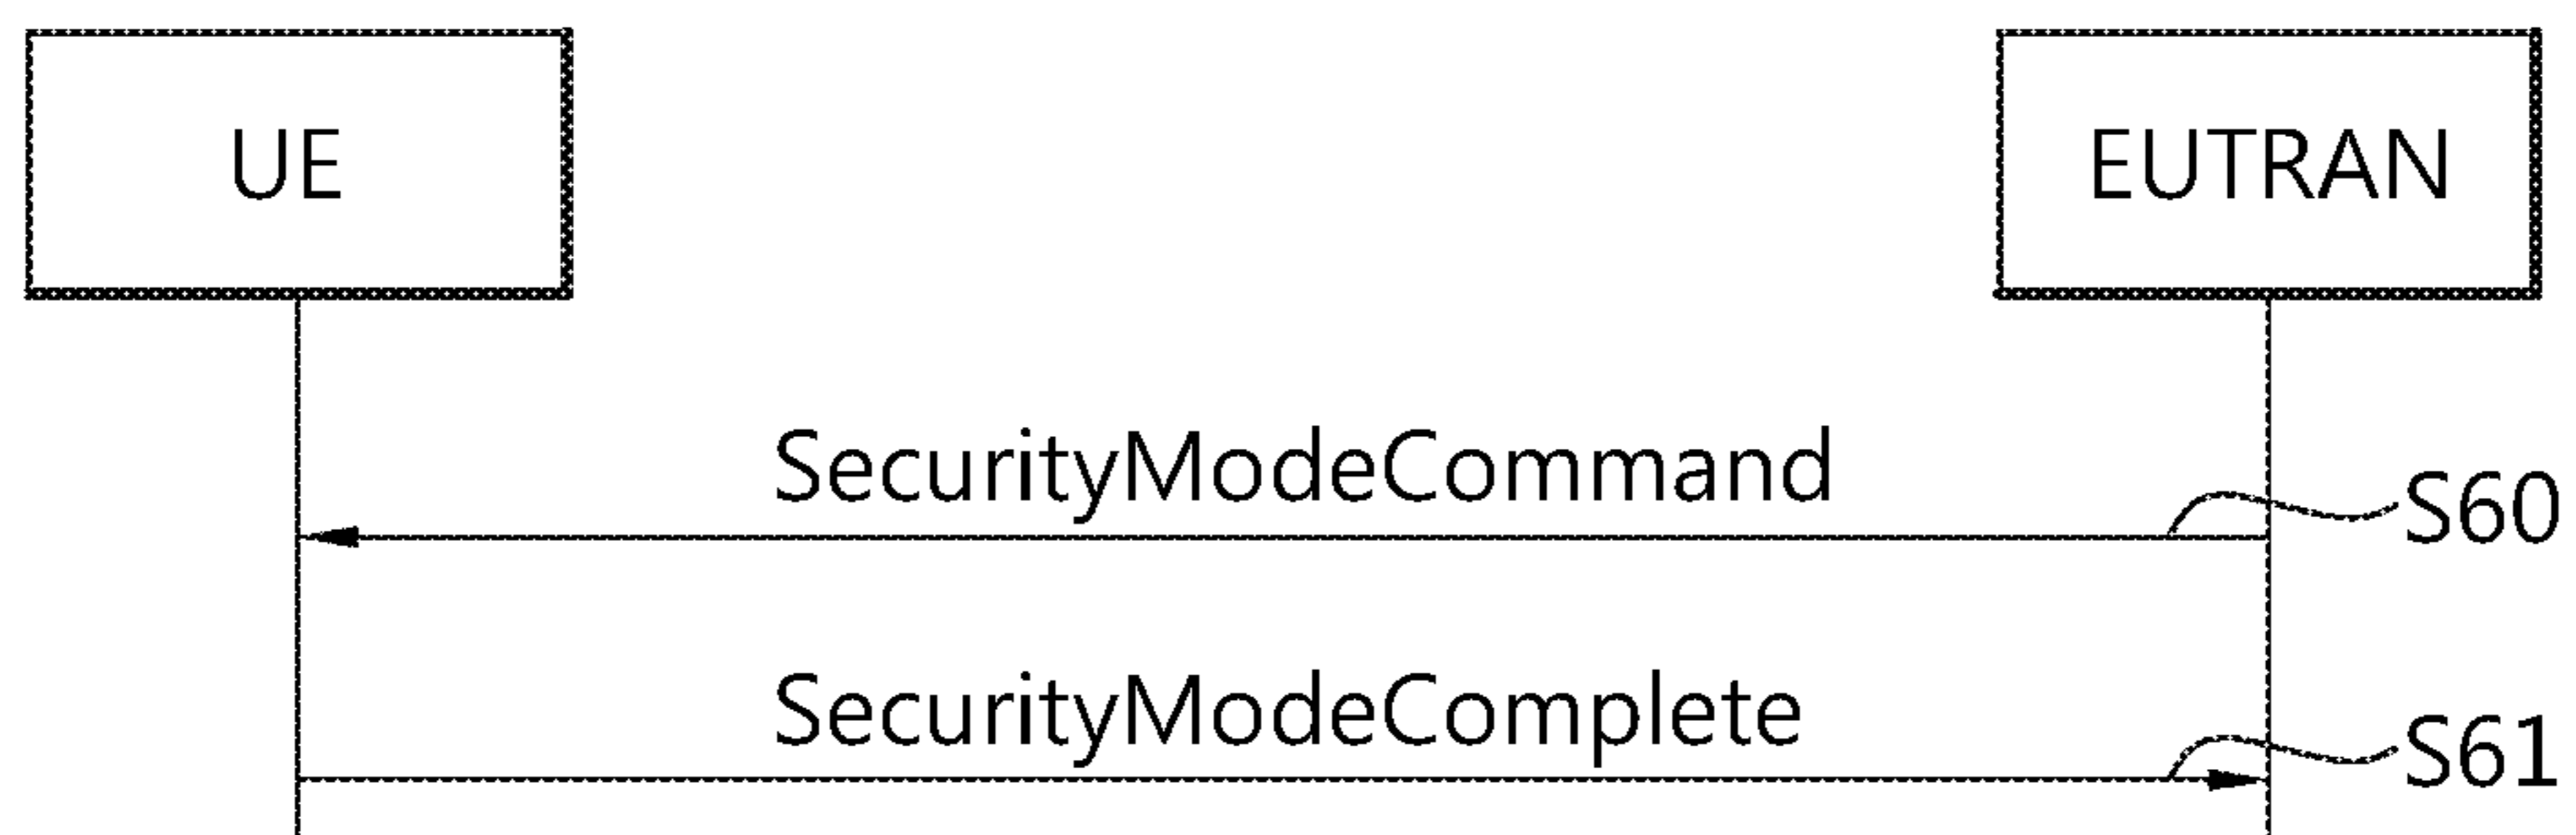 UE
EUTRAN
SecurityModeCommand
S60
SecurityModeComplete
S61